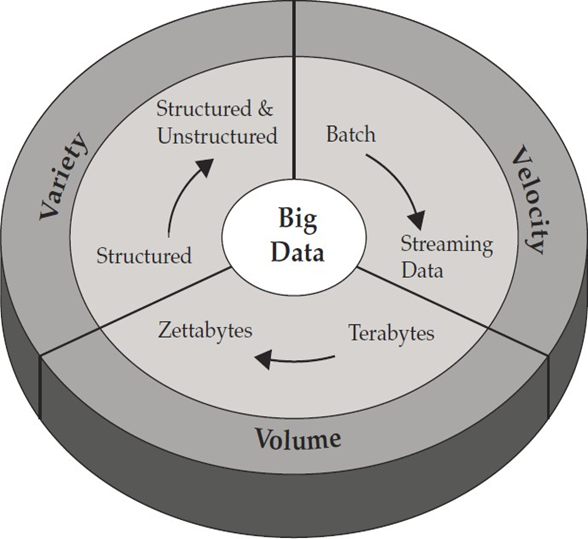 Variety
Structured &
Unstructured
Structured
Batch
Streaming
Data
Velocity
Big
Data
Zettabytes
Terabytes
Volume